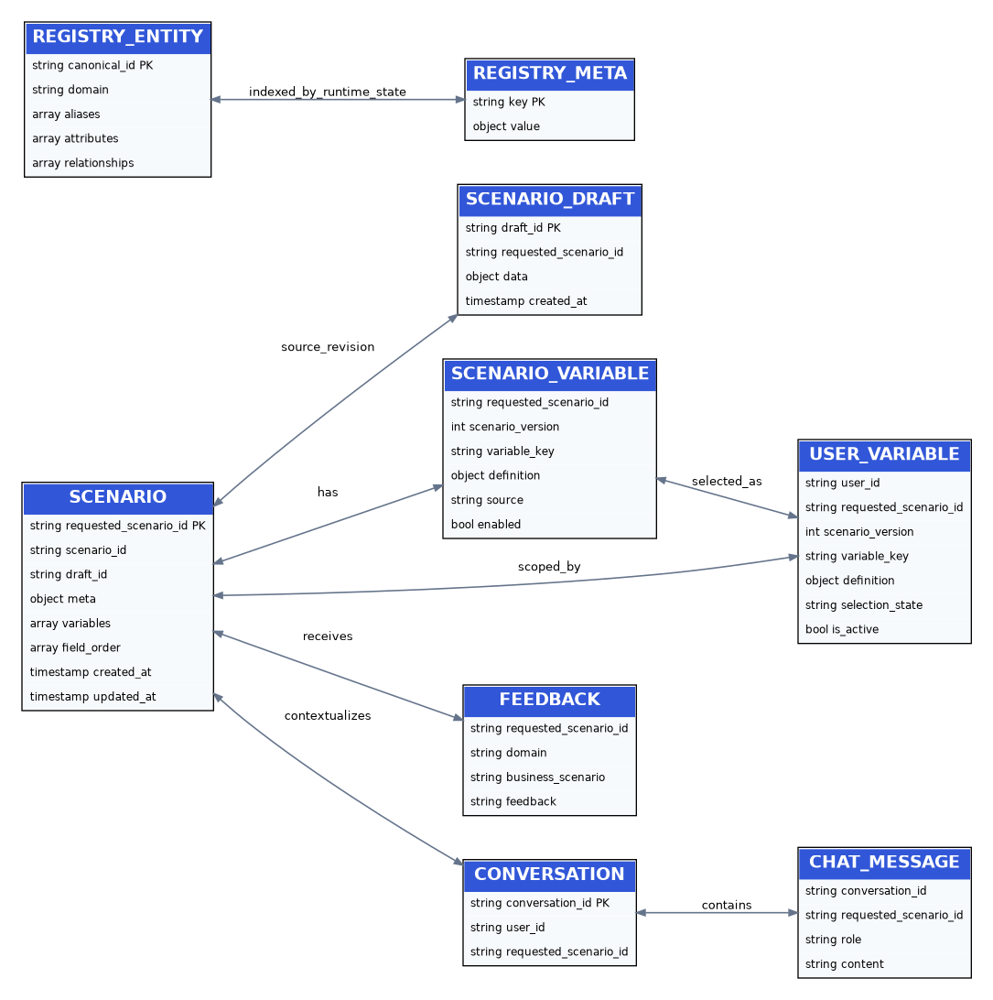 REGISTRY_ENTITY
string canonical_id PK
string domain
array aliases
array attributes
array relationships
indexed_by_runtime_state
REGISTRY_META
string key PK
object value
SCENARIO_DRAFT
string draft_id PK
string requested_scenario_id
object data
timestamp created_at
source_revision
SCENARIO_VARIABLE
string requested_scenario_id
int scenario_version
string variable_key
object definition
string source
bool enabled
has
selected_as
USER_VARIABLE
string user_id
string requested_scenario_id
int scenario_version
string variable_key
object definition
string selection_state
bool is_active
SCENARIO
string requested_scenario_id PK
string scenario_id
string draft_id
object meta
array variables
array field_order
timestamp created_at
timestamp updated_at
scoped_by
receives
contextualizes
FEEDBACK
string requested_scenario_id
string domain
string business_scenario
string feedback
CONVERSATION
string conversation_id PK
string user_id
string requested_scenario_id
contains
CHAT_MESSAGE
string conversation_id
string requested_scenario_id
string role
string content